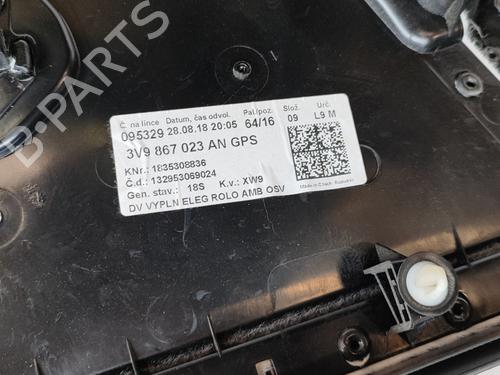 B-PARTS
Č. na lince Datum, čas odvol. Pal./poz. Slož. Urč.
095329 28.08.18 20:05 64/16 09 L9 M
3V9 867 023 AN GPS
KNr.: 1835308836
Č.d.: 132953069024
Gen. stav.: 18S K.v.: XW9
DV VYPLN ELEG ROLO AMB OSV
Made in Czech Republic